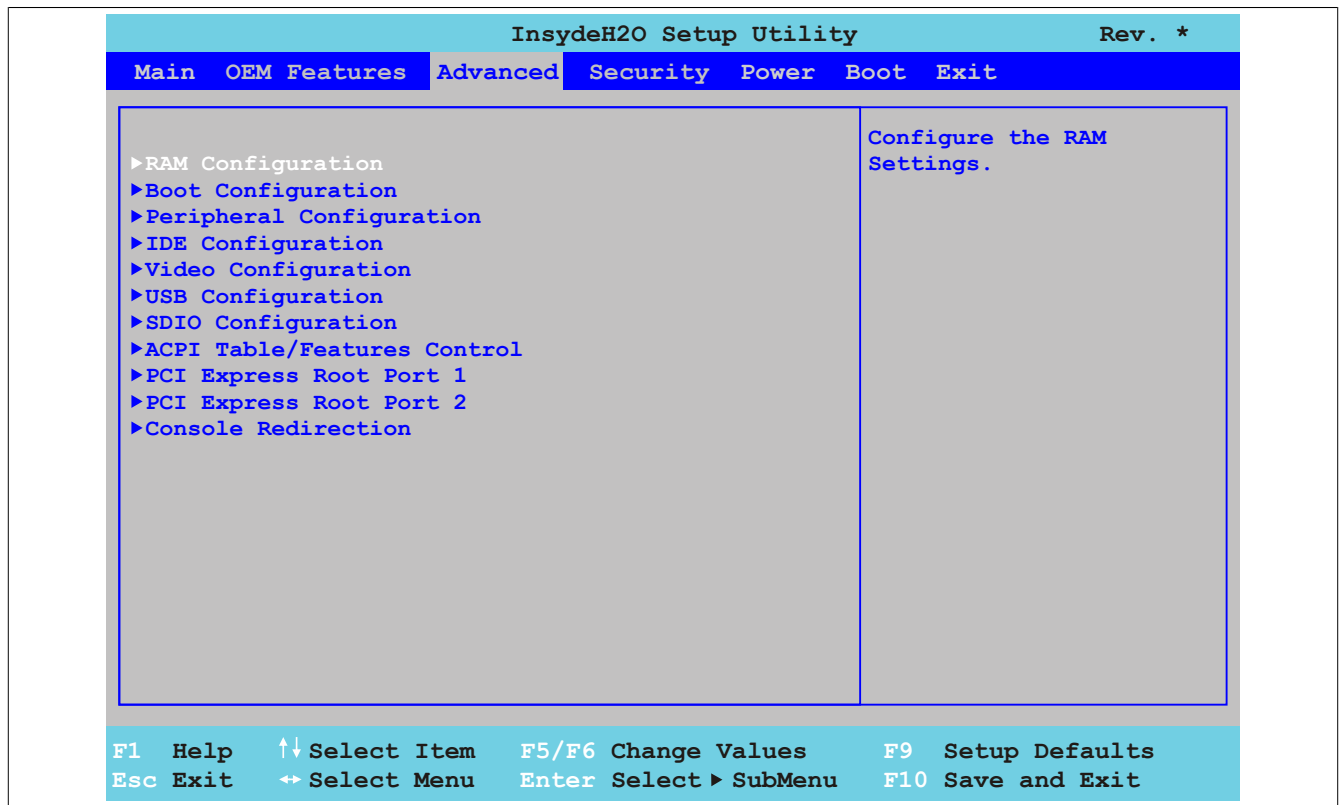 InsydeH2O Setup Utility Rev. *
Main OEM Features Advanced Security Power Boot Exit
▶RAM Configuration
▶Boot Configuration
▶Peripheral Configuration
▶IDE Configuration
▶Video Configuration
▶USB Configuration
▶SDIO Configuration
▶ACPI Table/Features Control
▶PCI Express Root Port 1
▶PCI Express Root Port 2
▶Console Redirection
Configure the RAM
Settings.
F1 Help ↑↓ Select Item F5/F6 Change Values F9 Setup Defaults
Esc Exit ↔ Select Menu Enter Select ▶ SubMenu F10 Save and Exit